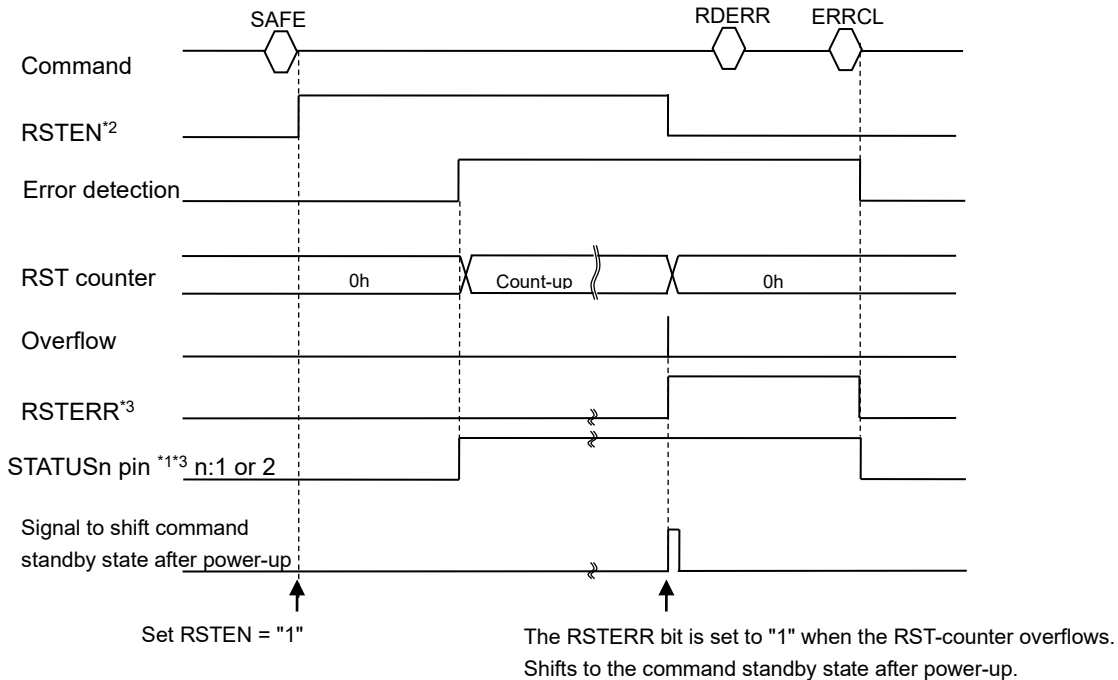 SAFE
RDERR
ERRCL
Command
RSTEN*2
Error detection
RST counter
0h
Count-up
0h
Overflow
RSTERR*3
STATUSn pin *1*3 n:1 or 2
Signal to shift command
standby state after power-up
Set RSTEN = "1"
The RSTERR bit is set to "1" when the RST-counter overflows.
Shifts to the command standby state after power-up.